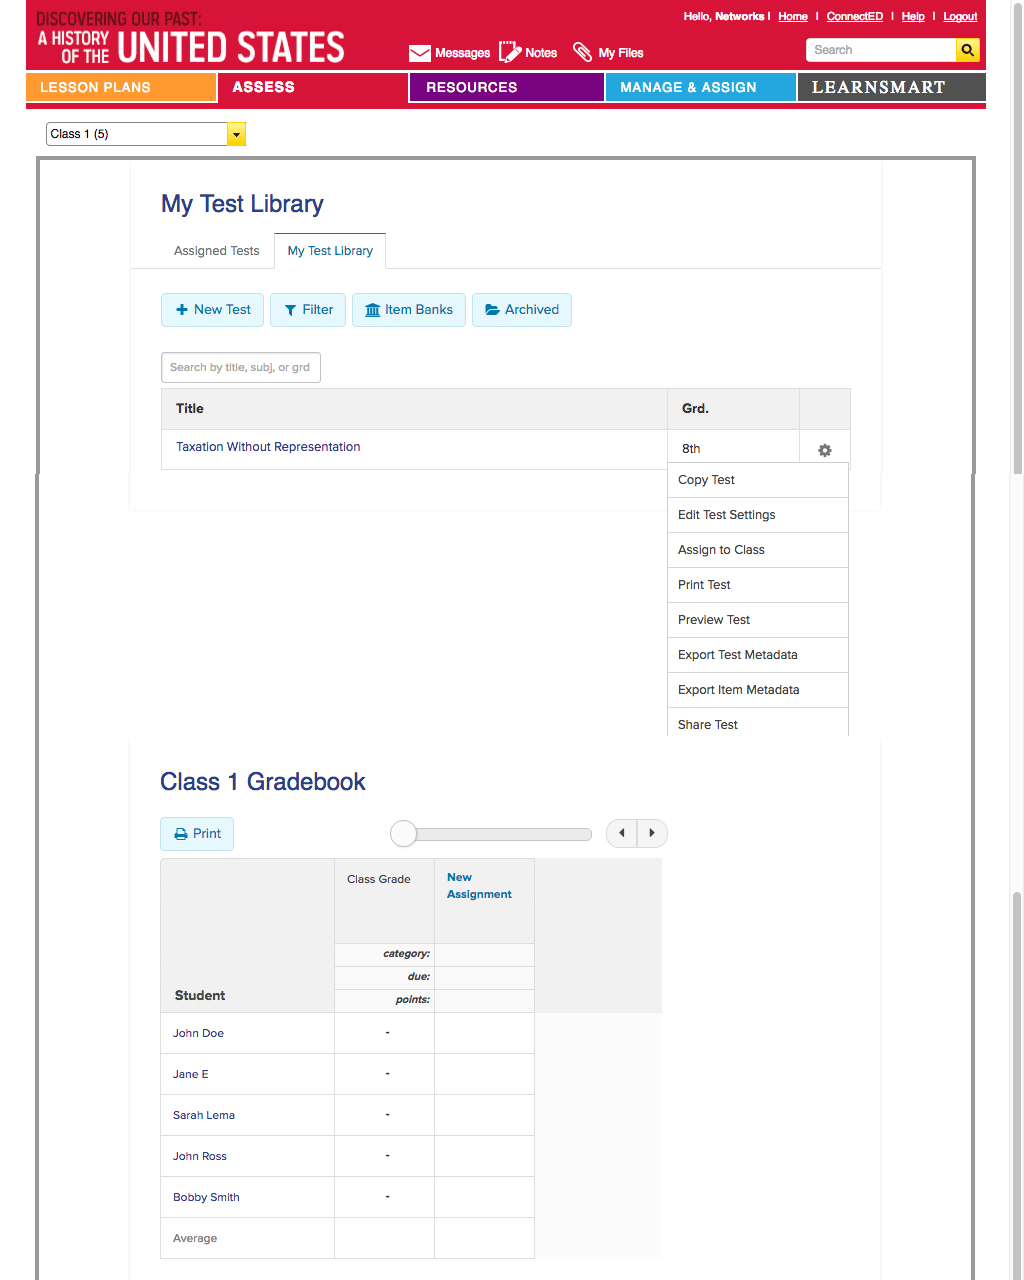 DISCOVERING OUR PAST:
A HISTORY
OF THE UNITED STATES
Hello, Networks | Home | ConnectED | Help | Logout
Messages Notes My Files Search
LESSON PLANS ASSESS RESOURCES MANAGE & ASSIGN LEARNSMART
Class 1 (5)
My Test Library
Assigned Tests My Test Library
New Test Filter Item Banks Archived
Search by title, subj, or grd
Title Grd.
Taxation Without Representation 8th
Copy Test
Edit Test Settings
Assign to Class
Print Test
Preview Test
Export Test Metadata
Export Item Metadata
Share Test
Class 1 Gradebook
Print
Class Grade New
Assignment
category:
due:
points:
Student
John Doe -
Jane E -
Sarah Lema -
John Ross -
Bobby Smith -
Average